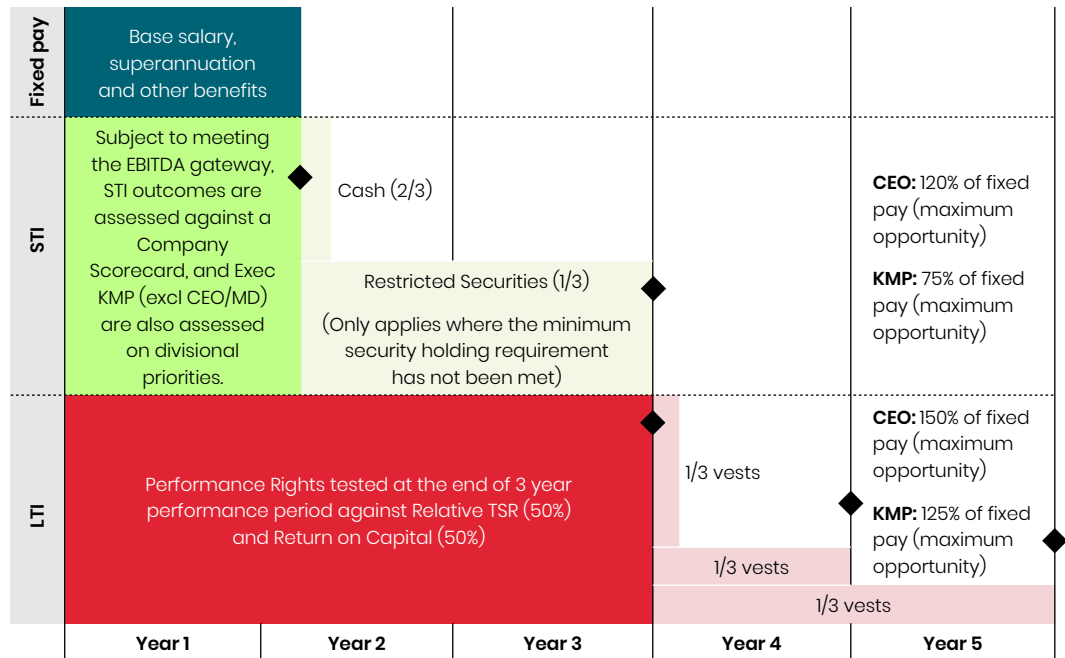 Fixed pay
Base salary,
superannuation
and other benefits
STI
Subject to meeting
the EBITDA gateway,
STI outcomes are
assessed against a
Company
Scorecard, and Exec
KMP (excl CEO/MD)
are also assessed
on divisional
priorities.
Cash (2/3)
Restricted Securities (1/3)
(Only applies where the minimum
security holding requirement
has not been met)
CEO: 120% of fixed
pay (maximum
opportunity)
KMP: 75% of fixed
pay (maximum
opportunity)
LTI
Performance Rights tested at the end of 3 year
performance period against Relative TSR (50%)
and Return on Capital (50%)
1/3 vests
1/3 vests
1/3 vests
CEO: 150% of fixed
pay (maximum
opportunity)
KMP: 125% of fixed
pay (maximum
opportunity)
Year 1
Year 2
Year 3
Year 4
Year 5